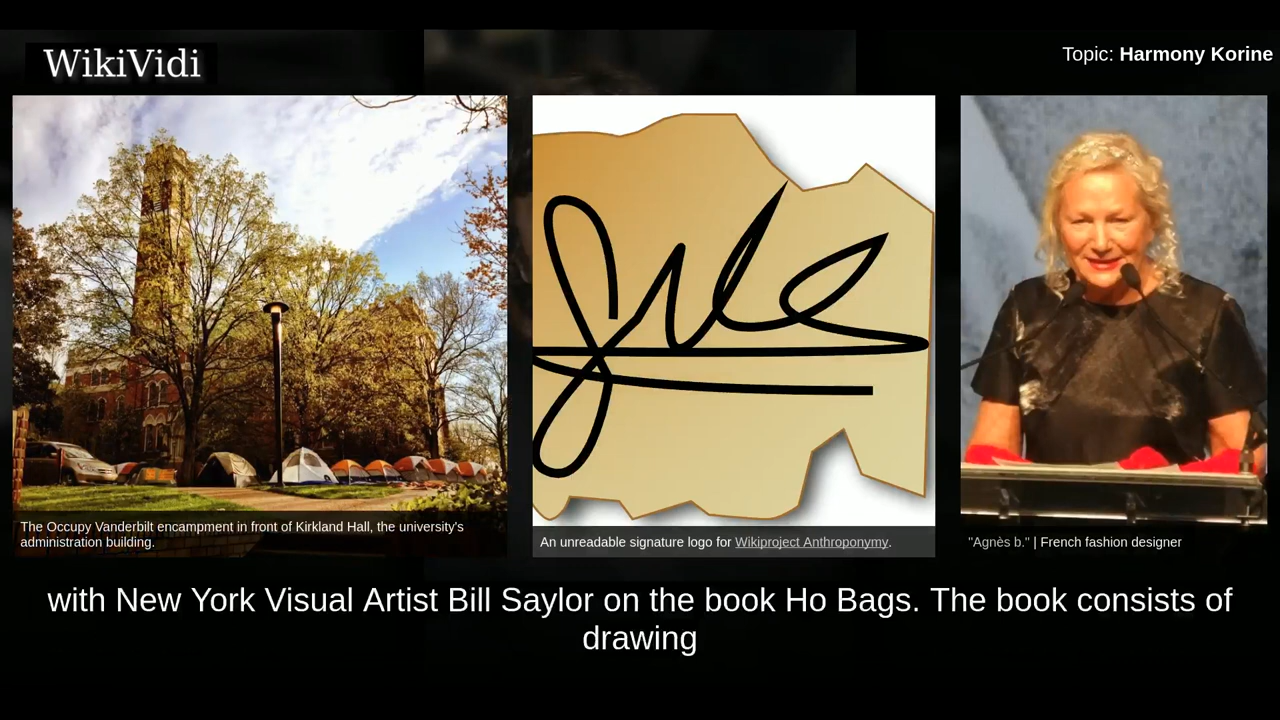 WikiVidi
Topic: Harmony Korine
The Occupy Vanderbilt encampment in front of Kirkland Hall, the university's
administration building.
An unreadable signature logo for Wikiproject Anthroponymy.
"Agnès b." | French fashion designer
with New York Visual Artist Bill Saylor on the book Ho Bags. The book consists of
drawing